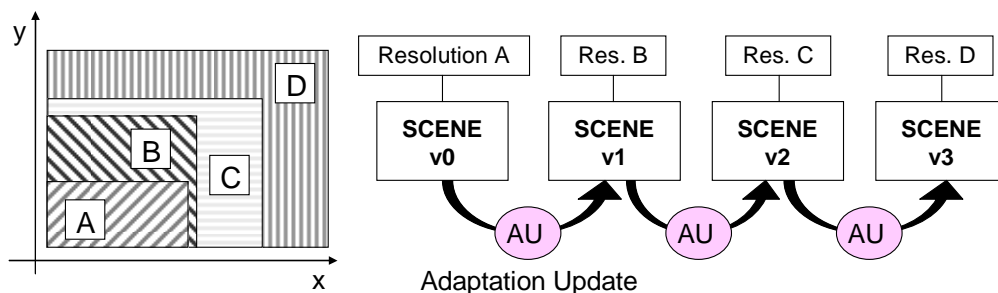 y
D
B
C
A
x
Resolution A
Res. B
Res. C
Res. D
SCENE
v0
SCENE
v1
SCENE
v2
SCENE
v3
AU
AU
AU
Adaptation Update